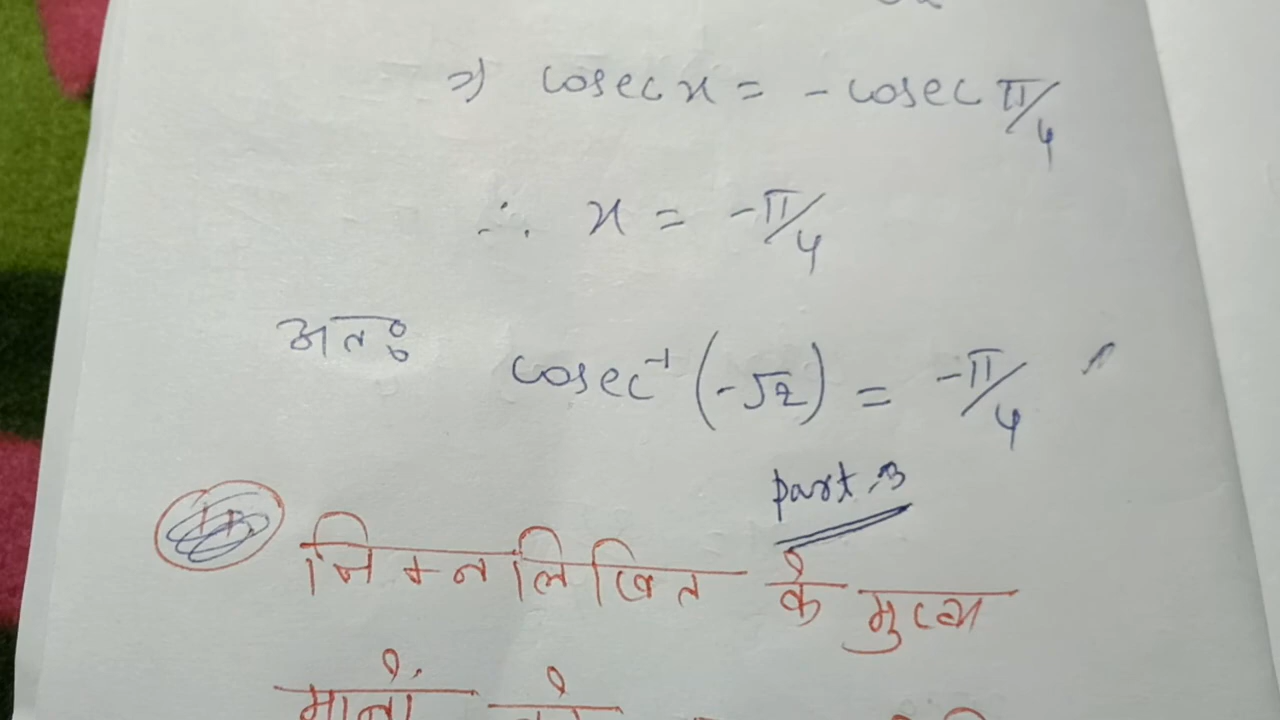 => cosec x = - cosec π/4
∴ x = -π/4
अतः cosec⁻¹ (-√2) = -π/4
part.3
निम्नलिखित के मुख्य
मानों